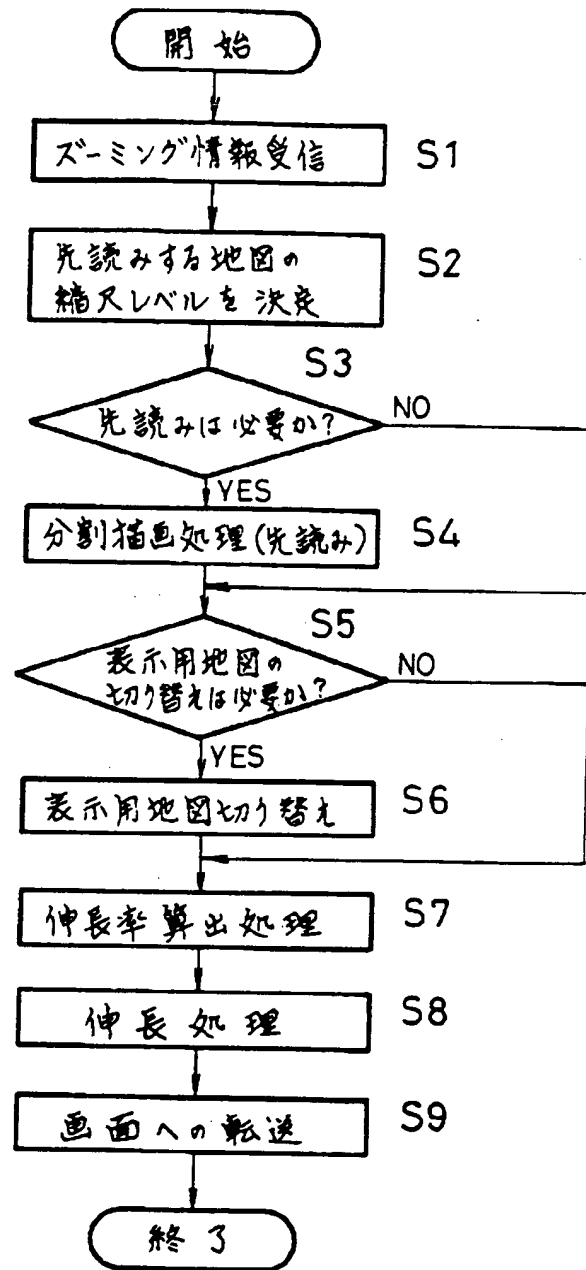 開始
ズーミング情報受信 S1
先読みする地図の S2
縮尺レベルを決定
S3
先読みは必要か? NO
YES
分割描画処理(先読み) S4
S5
表示用地図の NO
切り替えは必要か?
YES
表示用地図切り替え S6
伸長率算出処理 S7
伸長処理 S8
画面への転送 S9
終了